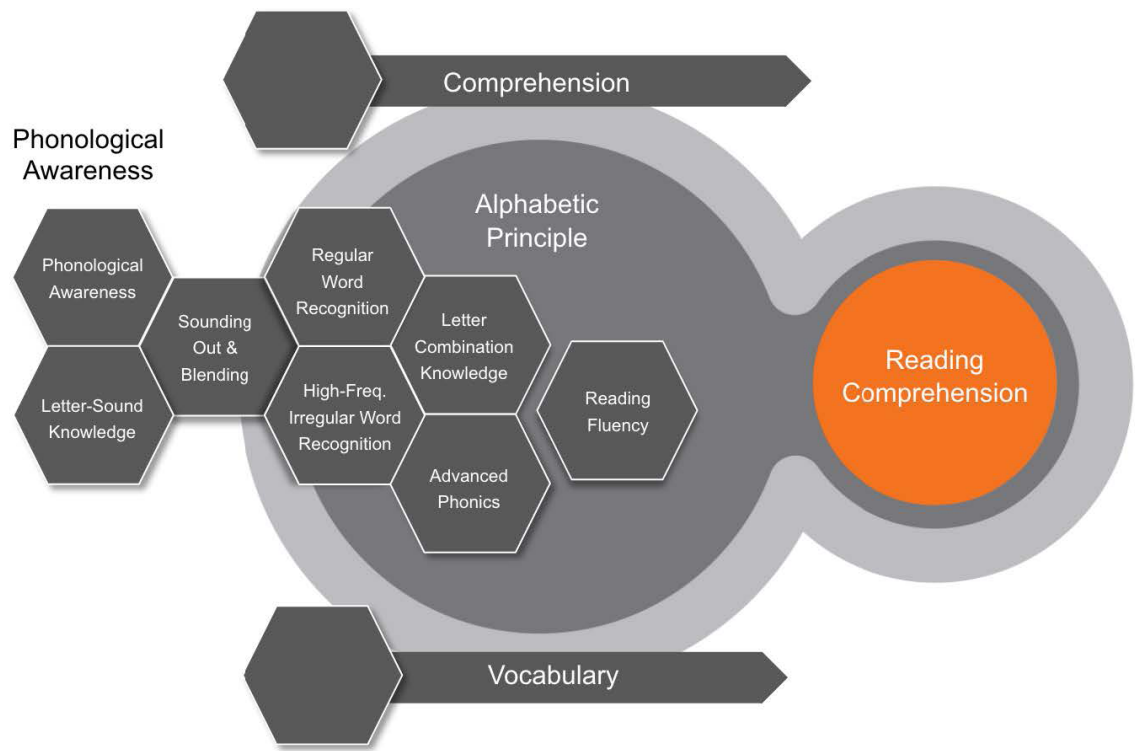 Comprehension
Phonological
Awareness
Alphabetic
Principle
Phonological
Awareness
Regular
Word
Recognition
Sounding
Out &
Blending
Letter
Combination
Knowledge
Letter-Sound
Knowledge
High-Freq.
Irregular Word
Recognition
Reading
Fluency
Advanced
Phonics
Reading
Comprehension
Vocabulary